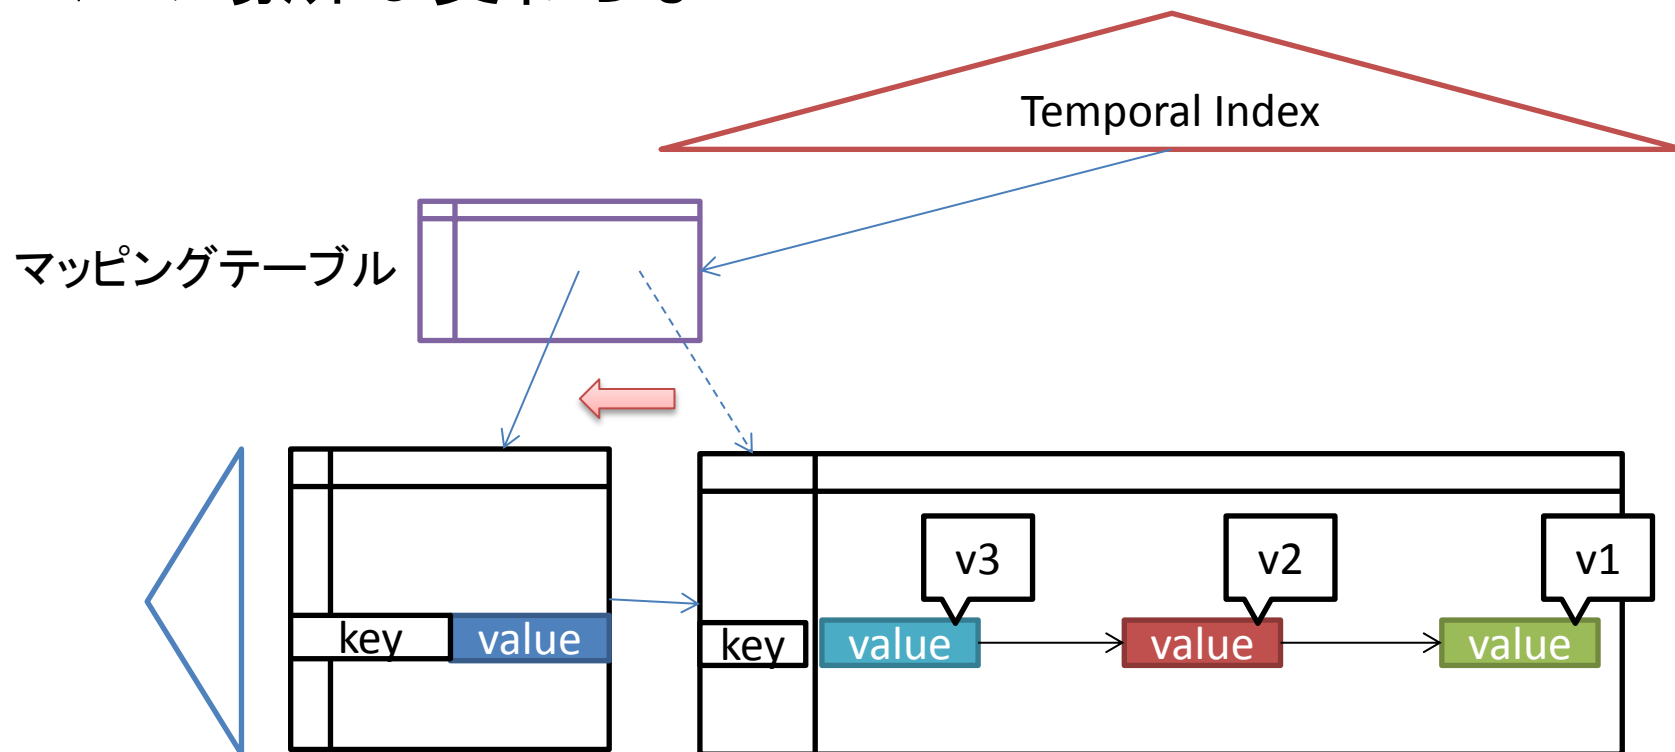 Temporal Index
マッピングテーブル
v3
v2
v1
key
value
key
value
value
value